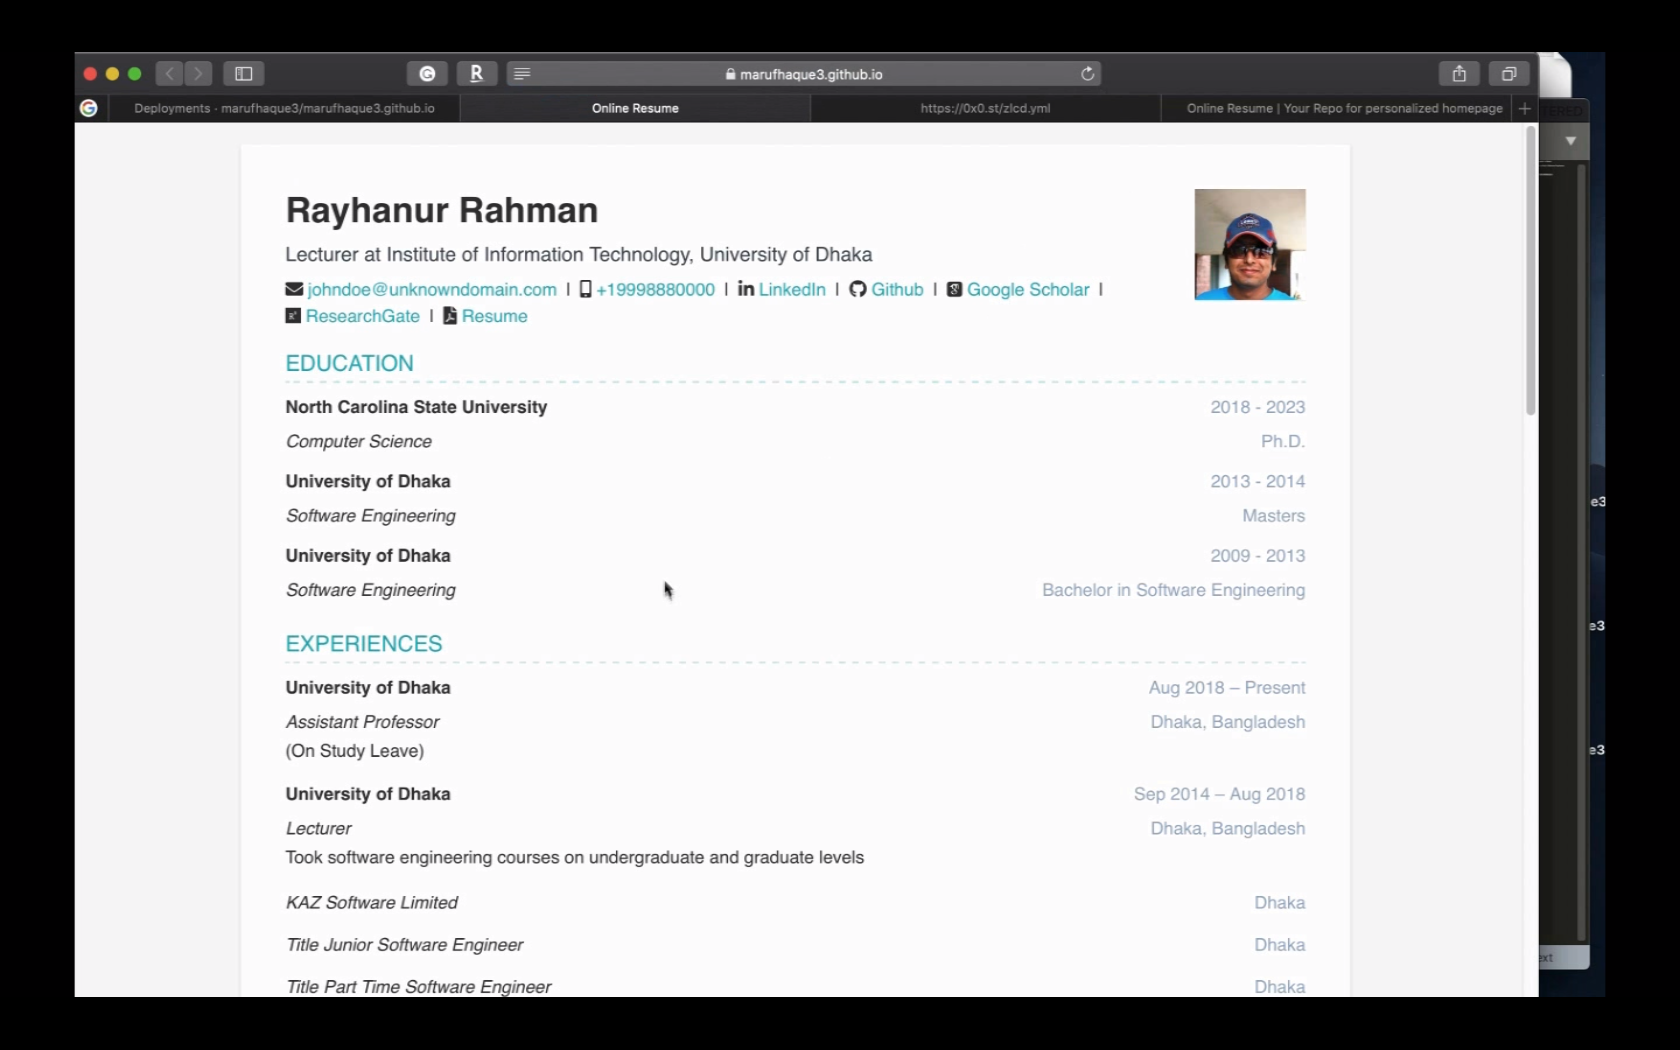 marufhaque3.github.io
Deployments · marufhaque3/marufhaque3.github.io
Online Resume
https://0x0.st/zlcd.yml
Online Resume | Your Repo for personalized homepage
Rayhanur Rahman
Lecturer at Institute of Information Technology, University of Dhaka
johndoe@unknowndomain.com | +19998880000 | LinkedIn | Github | Google Scholar |
ResearchGate | Resume
EDUCATION
North Carolina State University 2018 - 2023
Computer Science Ph.D.
University of Dhaka 2013 - 2014
Software Engineering Masters
University of Dhaka 2009 - 2013
Software Engineering Bachelor in Software Engineering
EXPERIENCES
University of Dhaka Aug 2018 – Present
Assistant Professor Dhaka, Bangladesh
(On Study Leave)
University of Dhaka Sep 2014 – Aug 2018
Lecturer Dhaka, Bangladesh
Took software engineering courses on undergraduate and graduate levels
KAZ Software Limited Dhaka
Title Junior Software Engineer Dhaka
Title Part Time Software Engineer Dhaka
e3
e3
e3